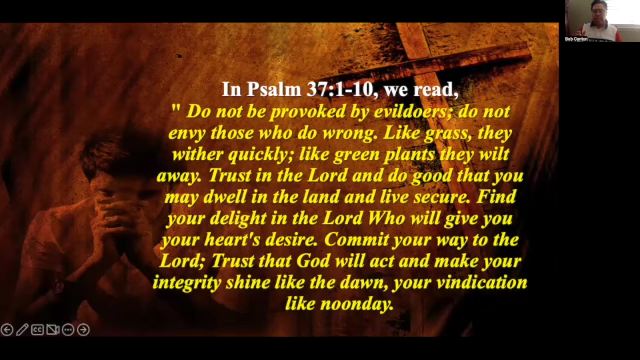 In Psalm 37:1-10, we read,
" Do not be provoked by evildoers; do not
envy those who do wrong. Like grass, they
wither quickly; like green plants they wilt
away. Trust in the Lord and do good that you
may dwell in the land and live secure. Find
your delight in the Lord Who will give you
your heart's desire. Commit your way to the
Lord; Trust that God will act and make your
integrity shine like the dawn, your vindication
like noonday.
Bob
CC